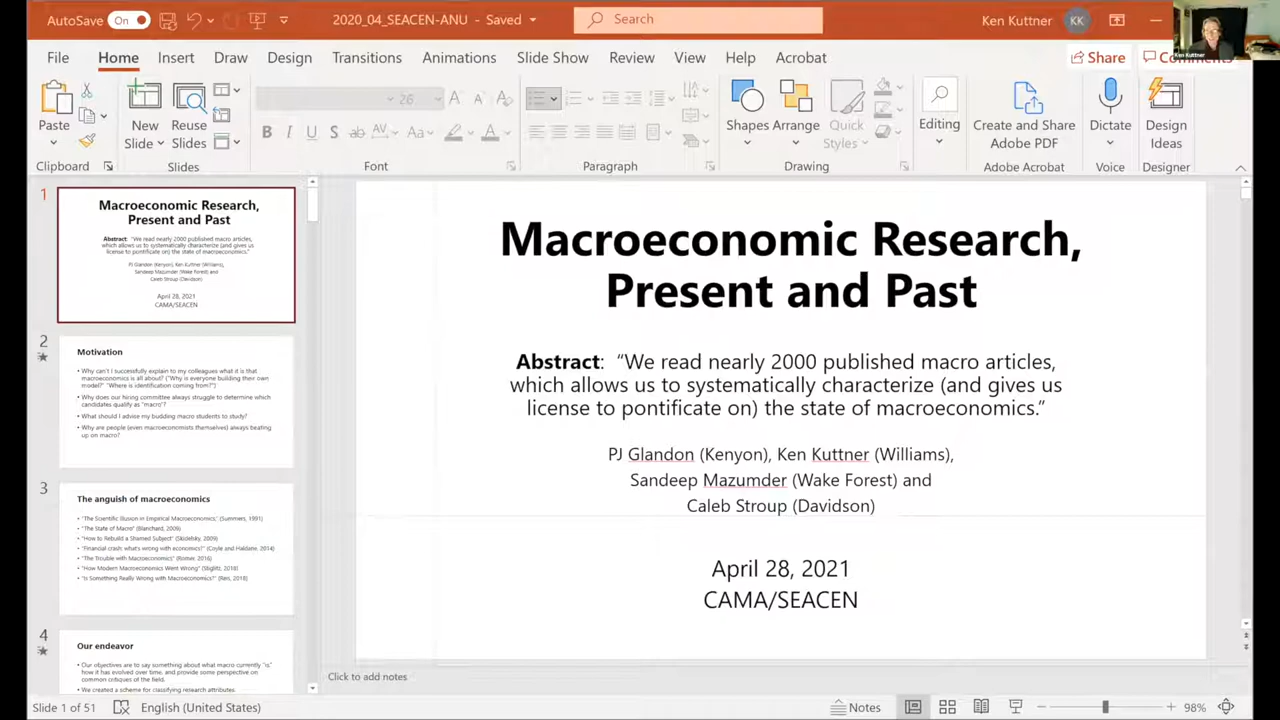 AutoSave On 2020_04_SEACEN-ANU - Saved Search Ken Kuttner KK
Ken Kuttner
File Home Insert Draw Design Transitions Animations Slide Show Review View Help Acrobat Share Comments
26
Paste New Slide Reuse Slides Shapes Arrange Quick Styles Editing Create and Share Adobe PDF Dictate Design Ideas
Clipboard Slides Font Paragraph Drawing Adobe Acrobat Voice Designer
1
Macroeconomic Research,
Present and Past
Abstract: "We read nearly 2000 published macro articles,
which allows us to systematically characterize (and gives us
license to pontificate on) the state of macroeconomics."
PJ Glandon (Kenyon), Ken Kuttner (Williams),
Sandeep Mazumder (Wake Forest) and
Caleb Stroup (Davidson)
April 28, 2021
CAMA/SEACEN
2
Motivation
• Why can't I successfully explain to my colleagues what it is that
macroeconomics is all about? ("Why is everyone building their own
model?" "Where is identification coming from?")
• Why does our hiring committee always struggle to determine which
candidates qualify as "macro"?
• What should I advise my budding macro students to study?
• Why are people (even macroeconomists themselves) always beating
up on macro?
3
The anguish of macroeconomics
• "The Scientific Illusion in Empirical Macroeconomics," (Summers, 1991)
• "The State of Macro" (Blanchard, 2009)
• "How to Rebuild a Shamed Subject" (Skidelsky, 2009)
• "Financial crash: what's wrong with economics?" (Coyle and Haldane, 2014)
• "The Trouble with Macroeconomics" (Romer, 2016)
• "How Modern Macroeconomics Went Wrong" (Stiglitz, 2018)
• "Is Something Really Wrong with Macroeconomics?" (Reis, 2018)
4
Our endeavor
• Our objectives are to say something about what macro currently "is,"
how it has evolved over time, and provide some perspective on
common critiques of the field.
• We created a scheme for classifying research attributes
Macroeconomic Research,
Present and Past
Abstract: “We read nearly 2000 published macro articles,
which allows us to systematically characterize (and gives us
license to pontificate on) the state of macroeconomics.”
PJ Glandon (Kenyon), Ken Kuttner (Williams),
Sandeep Mazumder (Wake Forest) and
Caleb Stroup (Davidson)
April 28, 2021
CAMA/SEACEN
Click to add notes
Slide 1 of 51 English (United States) Notes 98%